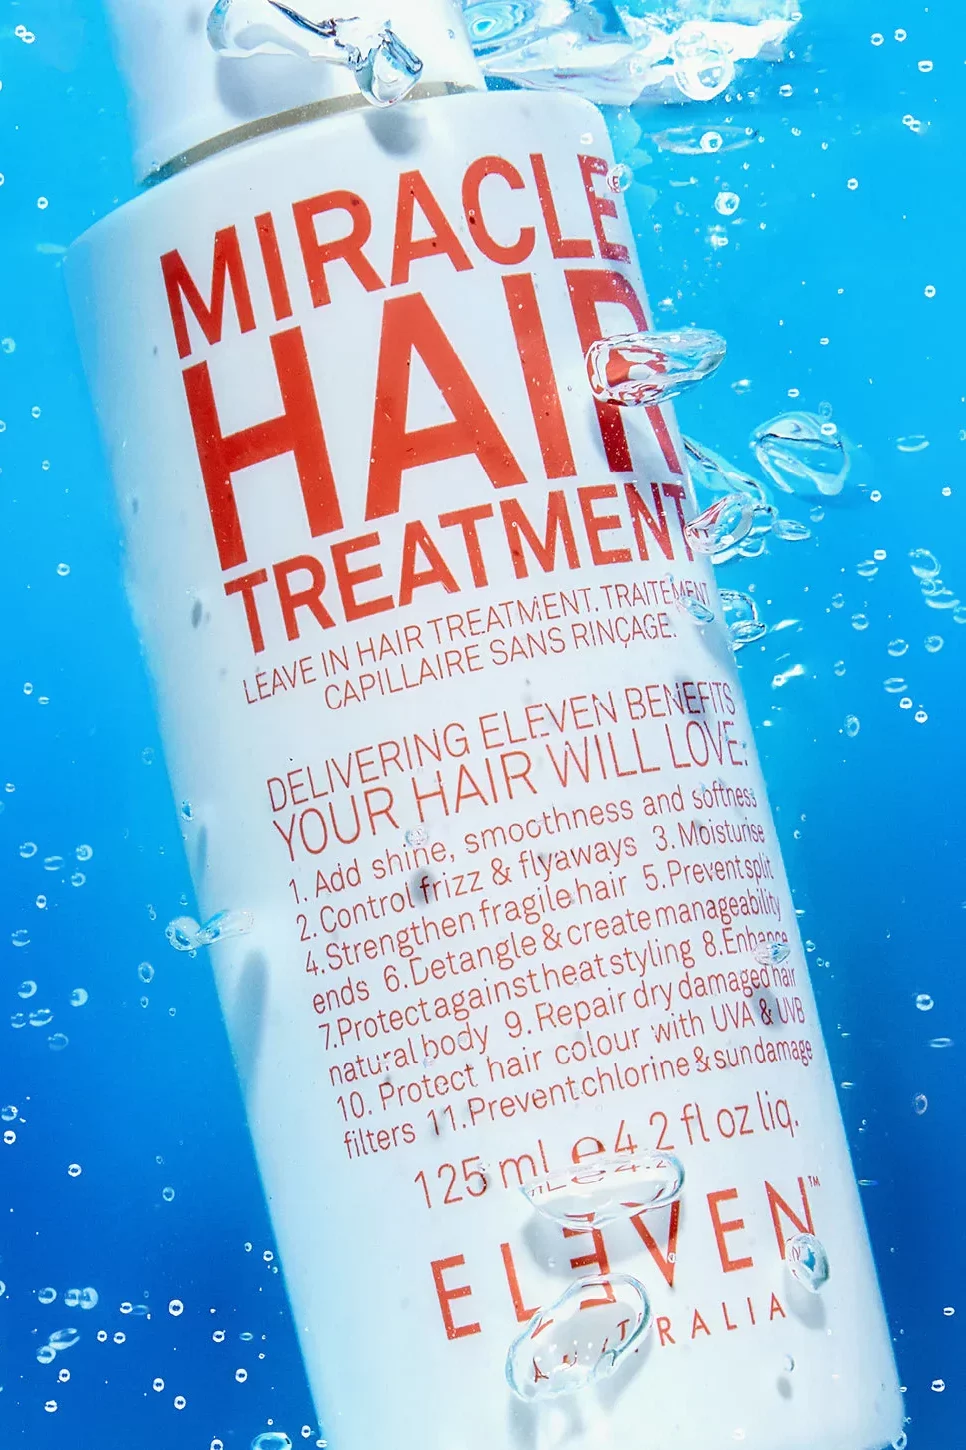 MIRACLE
HAIR
TREATMENT
LEAVE IN HAIR TREATMENT. TRAITEMENT
CAPILLAIRE SANS RINÇAGE.
DELIVERING ELEVEN BENEFITS
YOUR HAIR WILL LOVE.
1. Add shine, smoothness and softness
2. Control frizz & flyaways 3. Moisturise
4. Strengthen fragile hair 5. Prevent split
ends 6. Detangle & create manageability
7. Protect against heat styling 8. Enhance
natural body 9. Repair dry damaged hair
10. Protect hair colour with UVA & UVB
filters 11. Prevent chlorine & sun damage
125 mL ℮ 4.2 fl oz liq.
ELEVEN™
AUSTRALIA